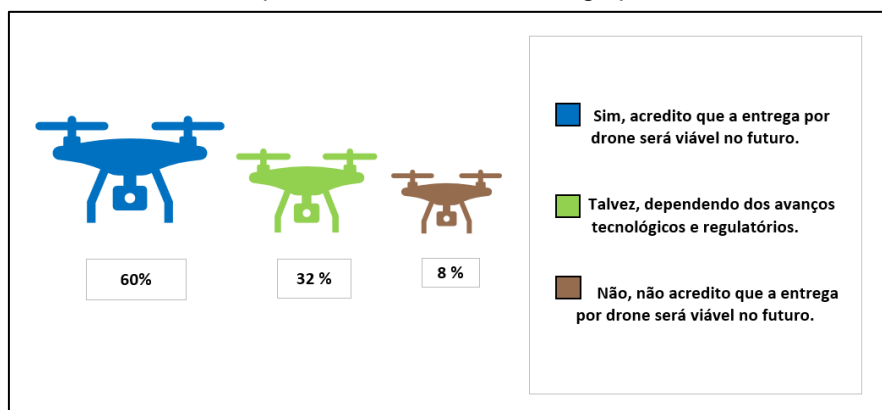 60%
32 %
8 %
Sim, acredito que a entrega por
drone será viável no futuro.
Talvez, dependendo dos avanços
tecnológicos e regulatórios.
Não, não acredito que a entrega
por drone será viável no futuro.